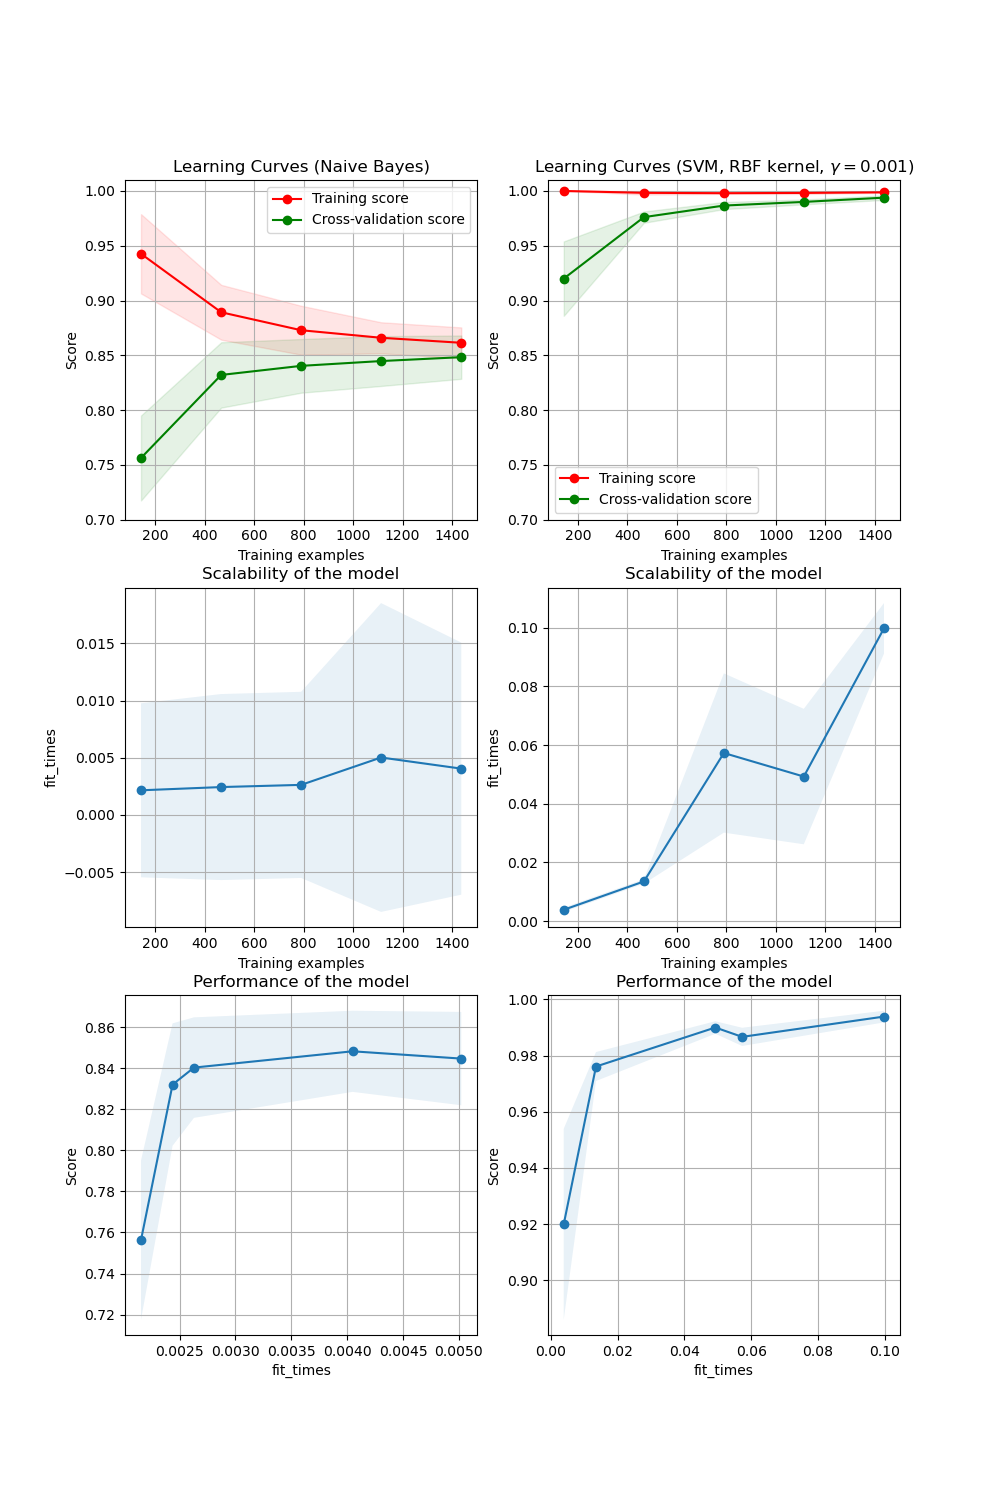 Learning Curves (Naive Bayes)
1.00
0.95
0.90
0.85
0.80
0.75
0.70
Score
Training score
Cross-validation score
200 400 600 800 1000 1200 1400
Training examples
Learning Curves (SVM, RBF kernel, γ = 0.001)
1.00
0.95
0.90
0.85
0.80
0.75
0.70
Score
Training score
Cross-validation score
200 400 600 800 1000 1200 1400
Training examples
Scalability of the model
0.015
0.010
0.005
0.000
−0.005
fit_times
200 400 600 800 1000 1200 1400
Training examples
Scalability of the model
0.10
0.08
0.06
0.04
0.02
0.00
fit_times
200 400 600 800 1000 1200 1400
Training examples
Performance of the model
0.86
0.84
0.82
0.80
0.78
0.76
0.74
0.72
Score
0.0025 0.0030 0.0035 0.0040 0.0045 0.0050
fit_times
Performance of the model
1.00
0.98
0.96
0.94
0.92
0.90
Score
0.00 0.02 0.04 0.06 0.08 0.10
fit_times